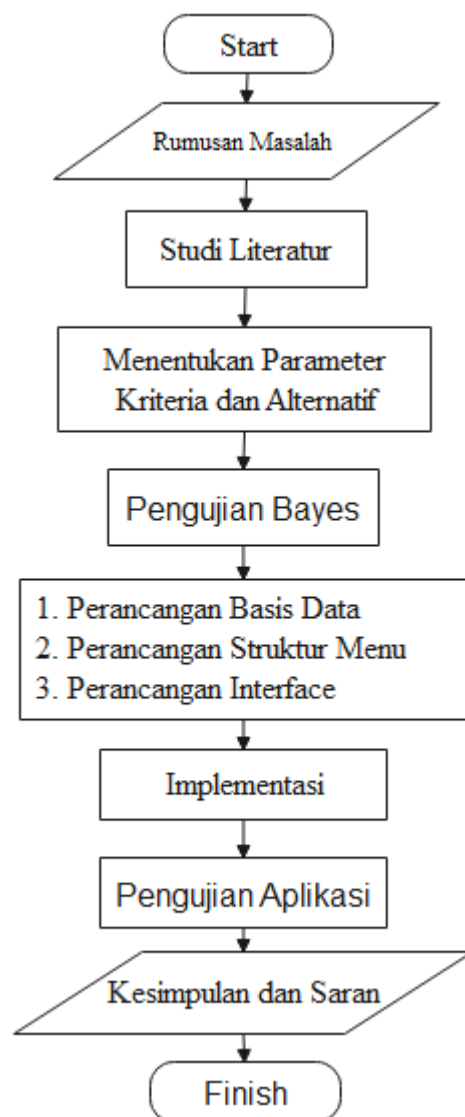 Start
Rumusan Masalah
Studi Literatur
Menentukan Parameter
Kriteria dan Alternatif
Pengujian Bayes
1. Perancangan Basis Data
2. Perancangan Struktur Menu
3. Perancangan Interface
Implementasi
Pengujian Aplikasi
Kesimpulan dan Saran
Finish